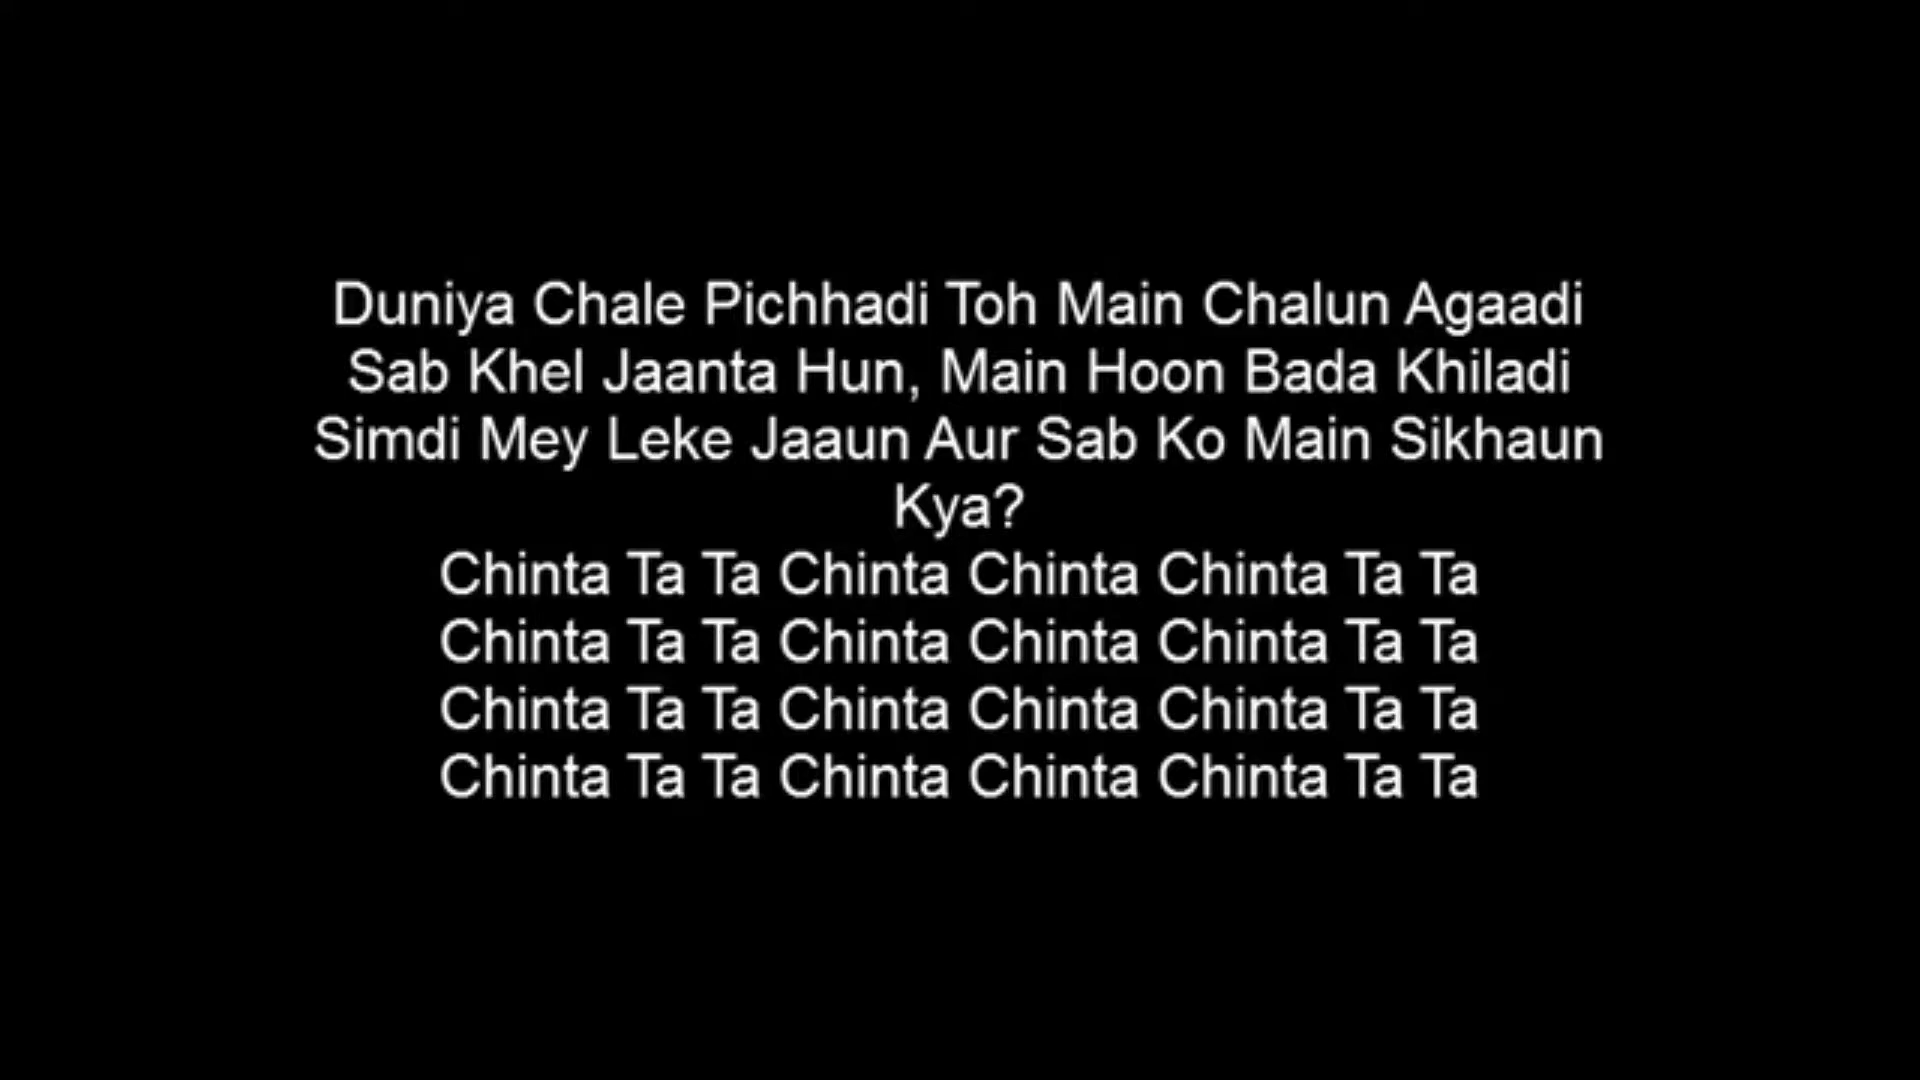 Duniya Chale Pichhadi Toh Main Chalun Agaadi
Sab Khel Jaanta Hun, Main Hoon Bada Khiladi
Simdi Mey Leke Jaaun Aur Sab Ko Main Sikhaun
Kya?
Chinta Ta Ta Chinta Chinta Chinta Ta Ta
Chinta Ta Ta Chinta Chinta Chinta Ta Ta
Chinta Ta Ta Chinta Chinta Chinta Ta Ta
Chinta Ta Ta Chinta Chinta Chinta Ta Ta